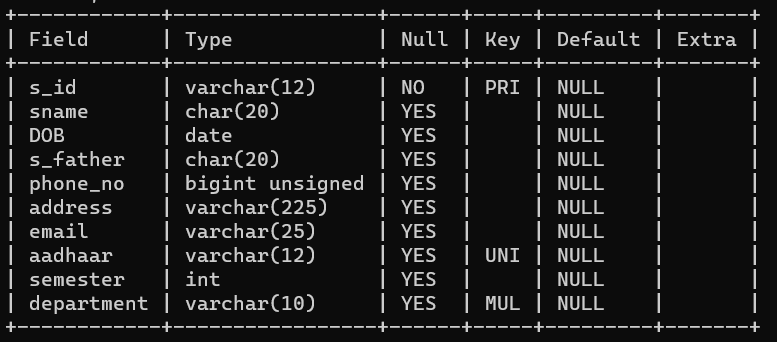 +------------+-----------------+------+-----+---------+-------+
| Field      | Type            | Null | Key | Default | Extra |
+------------+-----------------+------+-----+---------+-------+
| s_id       | varchar(12)     | NO   | PRI | NULL    |       |
| sname      | char(20)        | YES  |     | NULL    |       |
| DOB        | date            | YES  |     | NULL    |       |
| s_father   | char(20)        | YES  |     | NULL    |       |
| phone_no   | bigint unsigned | YES  |     | NULL    |       |
| address    | varchar(225)    | YES  |     | NULL    |       |
| email      | varchar(25)     | YES  |     | NULL    |       |
| aadhaar    | varchar(12)     | YES  | UNI | NULL    |       |
| semester   | int             | YES  |     | NULL    |       |
| department | varchar(10)     | YES  | MUL | NULL    |       |
+------------+-----------------+------+-----+---------+-------+